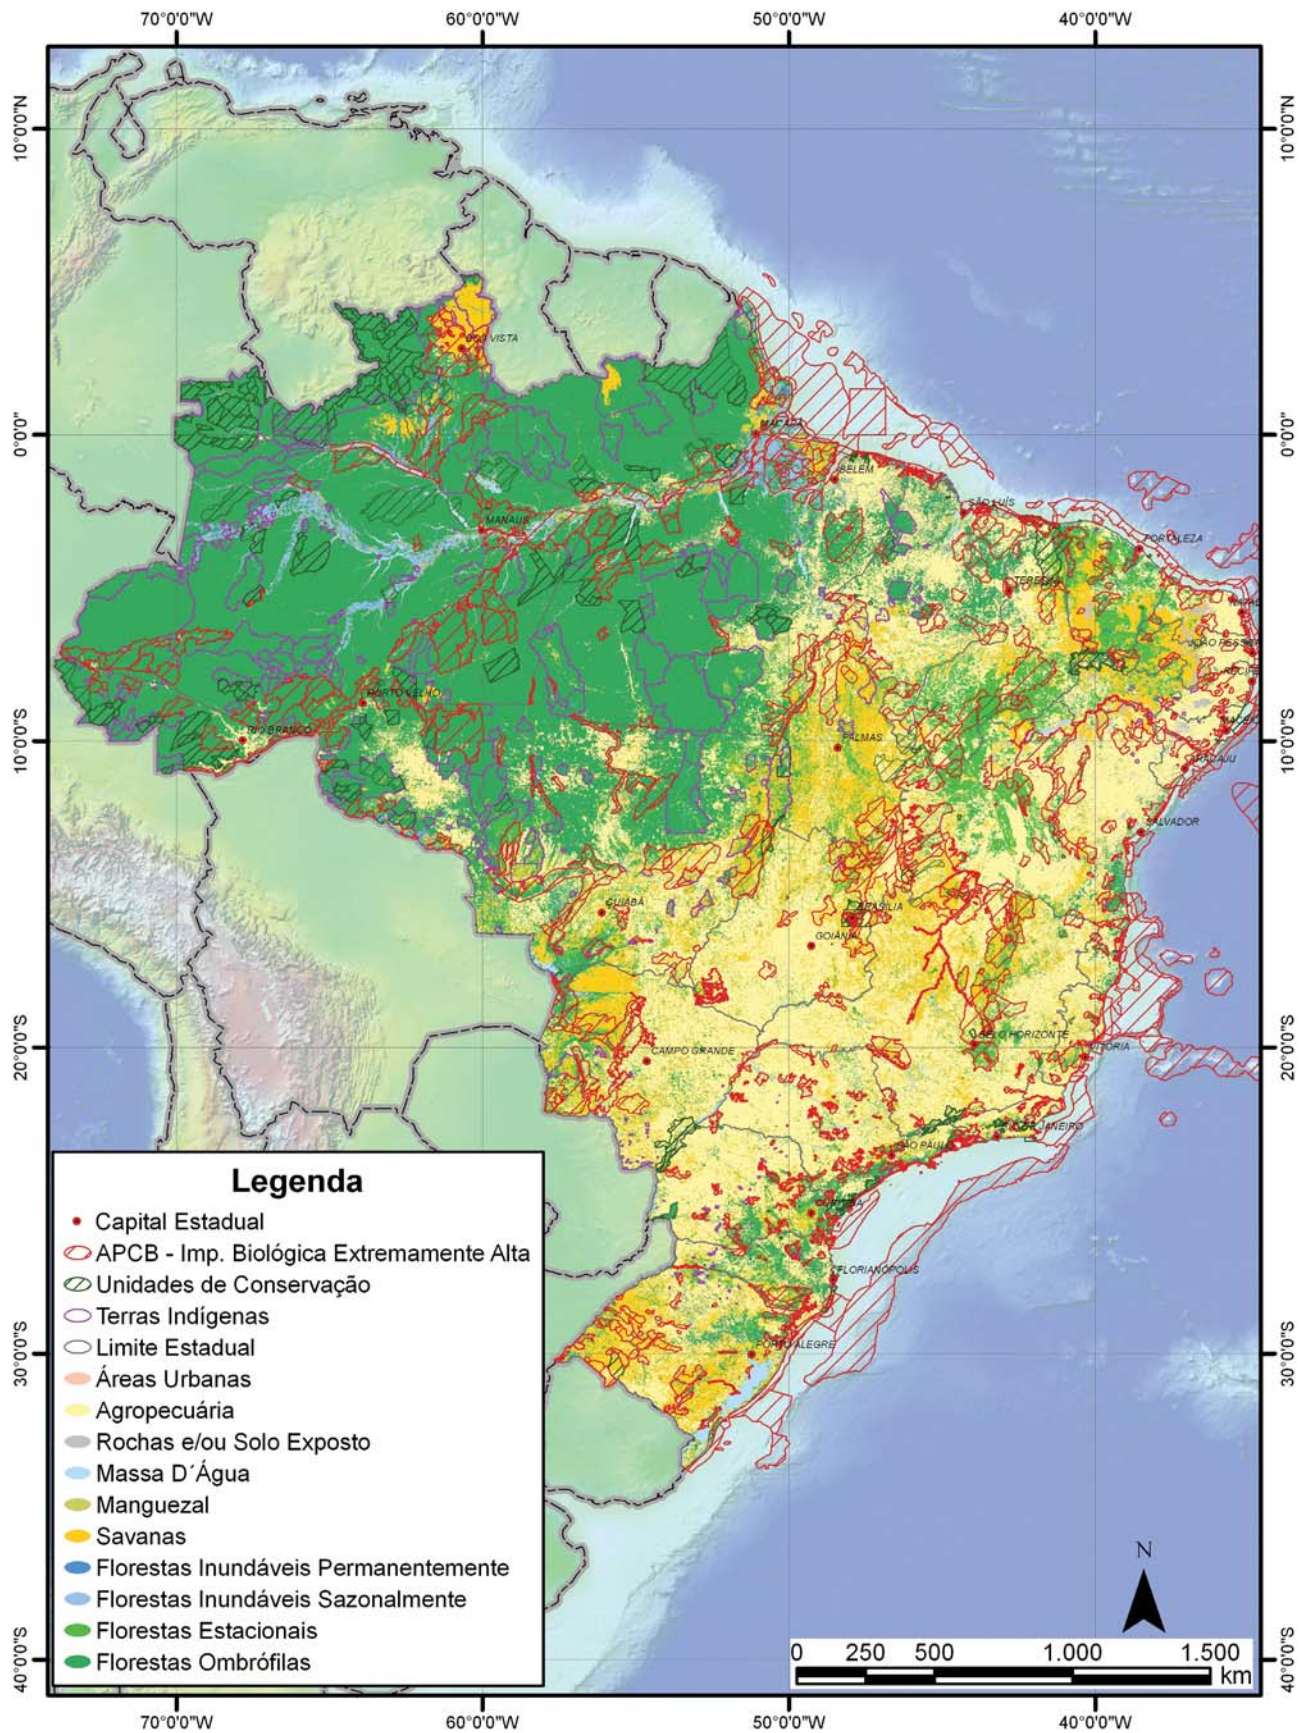 70°0'0"W 60°0'0"W 50°0'0"W 40°0'0"W
10°0'0"N 10°0'0"N
BOA VISTA
0°0'0" 0°0'0"
MACAPÁ
BELÉM
SÃO LUÍS
MANAUS
FORTALEZA
TERESINA
NATAL
JOÃO PESSOA
RECIFE
PORTO VELHO
MACEIÓ
RIO BRANCO
10°0'0"S 10°0'0"S
PALMAS
ARACAJU
SALVADOR
CUIABÁ
BRASÍLIA
GOIÂNIA
BELO HORIZONTE
20°0'0"S 20°0'0"S
CAMPO GRANDE
VITÓRIA
RIO DE JANEIRO
SÃO PAULO
CURITIBA
FLORIANÓPOLIS
PORTO ALEGRE
30°0'0"S 30°0'0"S
Legenda
Capital Estadual
APCB - Imp. Biológica Extremamente Alta
Unidades de Conservação
Terras Indígenas
Limite Estadual
Áreas Urbanas
Agropecuária
Rochas e/ou Solo Exposto
Massa D´Água
Manguezal
Savanas
Florestas Inundáveis Permanentemente
Florestas Inundáveis Sazonalmente
Florestas Estacionais
Florestas Ombrófilas
N
0 250 500 1.000 1.500
km
40°0'0"S 40°0'0"S
70°0'0"W 60°0'0"W 50°0'0"W 40°0'0"W